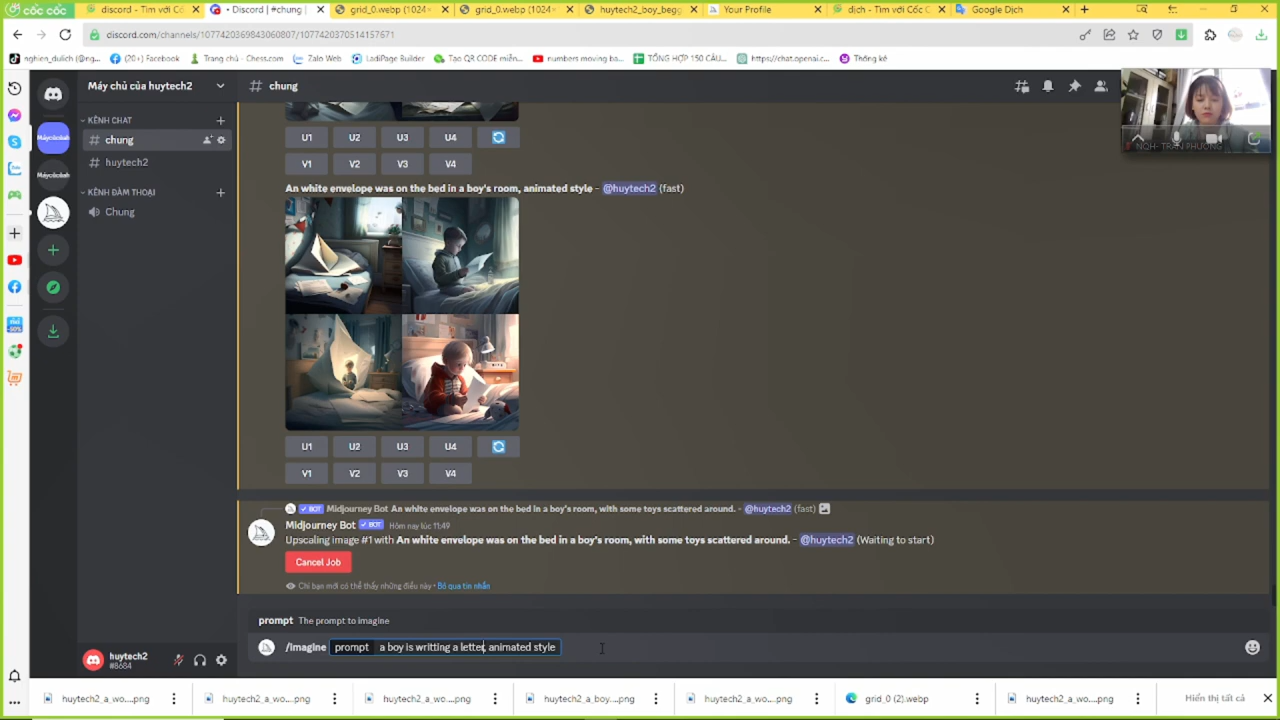 cốc cốc
discord - Tìm với Cố
• Discord | #chung |
grid_0.webp (1024×
grid_0.webp (1024×
huytech2_boy_begg
Your Profile
dịch - Tìm với Cốc C
Google Dịch
discord.com/channels/1077420369843060807/1077420370514157671
nghien_dulich (@ng...
(20+) Facebook
Trang chủ - Chess.com
Zalo Web
LadiPage Builder
Tạo QR CODE miễn...
numbers moving ba...
TỔNG HỢP 150 CÂU...
https://chat.openai.c...
Thống kê
Máy chủ của huytech2
# chung
KÊNH CHAT
# chung
# huytech2
KÊNH ĐÀM THOẠI
Chung
NQH- TRẦN PHƯỢNG
U1 U2 U3 U4
V1 V2 V3 V4
An white envelope was on the bed in a boy's room, animated style - @huytech2 (fast)
U1 U2 U3 U4
V1 V2 V3 V4
BOT Midjourney Bot An white envelope was on the bed in a boy's room, with some toys scattered around. - @huytech2 (fast)
Midjourney Bot BOT Hôm nay lúc 11:49
Upscaling image #1 with An white envelope was on the bed in a boy's room, with some toys scattered around. - @huytech2 (Waiting to start)
Cancel Job
Chỉ bạn mới có thể thấy những điều này • Bỏ qua tin nhắn
prompt The prompt to imagine
/imagine prompt a boy is writting a letter, animated style
huytech2
#8684
huytech2_a_wo....png
huytech2_a_wo....png
huytech2_a_wo....png
huytech2_a_boy....png
huytech2_a_wo....png
grid_0 (2).webp
huytech2_a_wo....png
Hiển thị tất cả